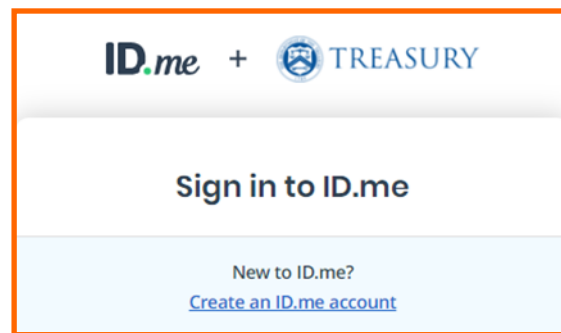 ID.me + TREASURY
Sign in to ID.me
New to ID.me?
Create an ID.me account